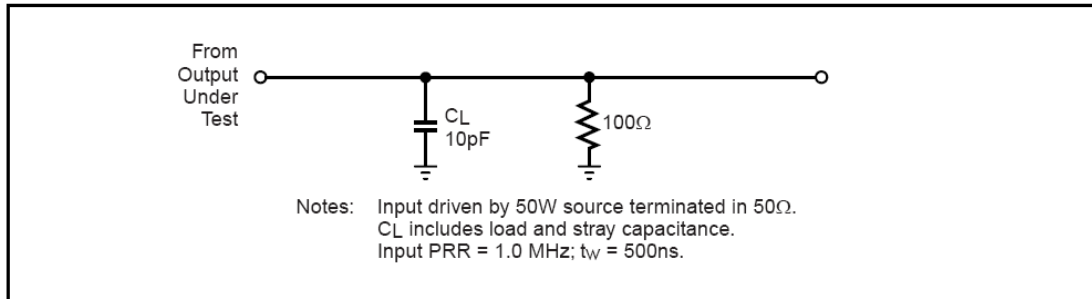 From
Output
Under
Test
CL
10pF
100Ω
Notes: Input driven by 50W source terminated in 50Ω.
CL includes load and stray capacitance.
Input PRR = 1.0 MHz; tW = 500ns.